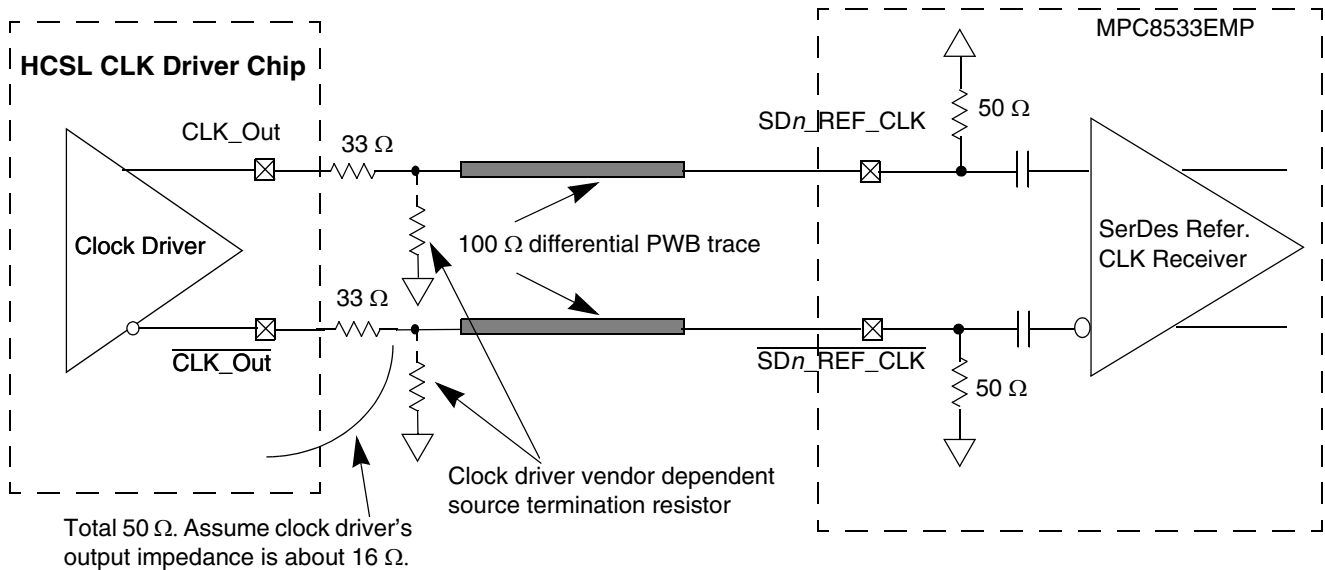 MPC8533EMP
HCSL CLK Driver Chip
CLK_Out
33 Ω
SDn_REF_CLK
50 Ω
Clock Driver
100 Ω differential PWB trace
SerDes Refer.
CLK Receiver
33 Ω
CLK_Out
SDn_REF_CLK
50 Ω
Clock driver vendor dependent
source termination resistor
Total 50 Ω. Assume clock driver's
output impedance is about 16 Ω.